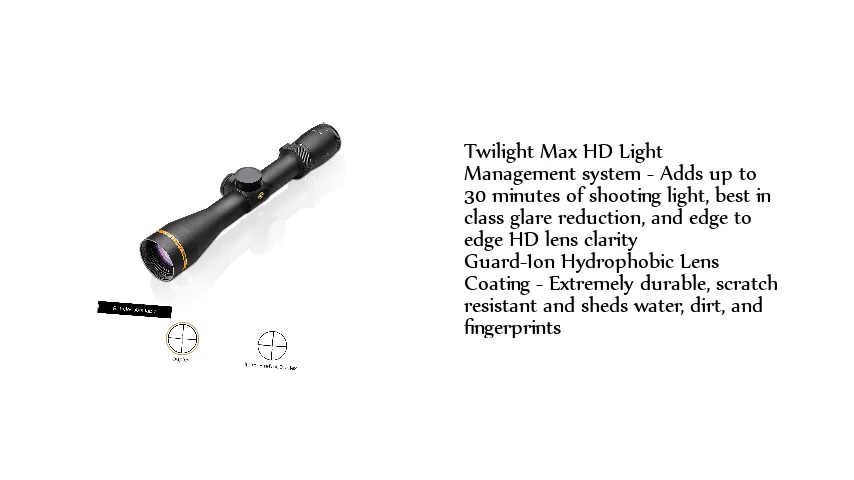 Twilight Max HD Light
Management system - Adds up to
30 minutes of shooting light, best in
class glare reduction, and edge to
edge HD lens clarity
Guard-Ion Hydrophobic Lens
Coating - Extremely durable, scratch
resistant and sheds water, dirt, and
fingerprints
Duplex